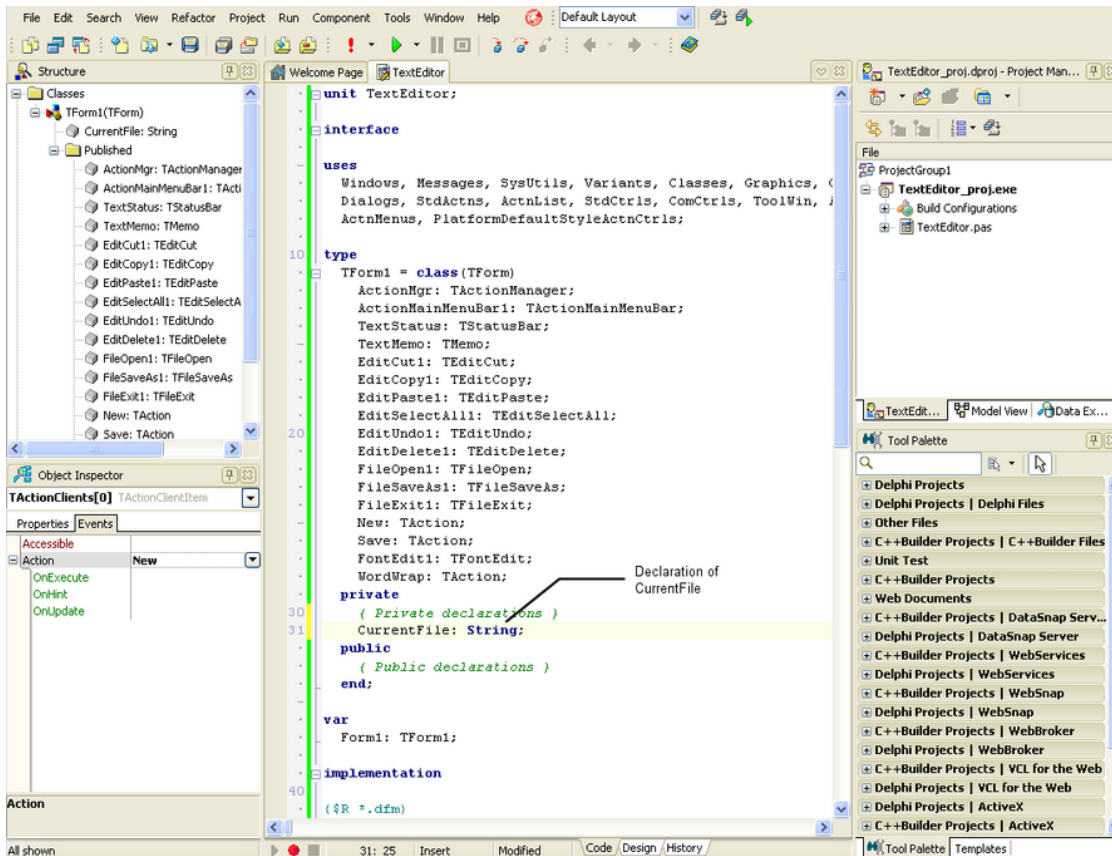 File Edit Search View Refactor Project Run Component Tools Window Help Default Layout
Structure
Classes
TForm1(TForm)
CurrentFile: String
Published
ActionMgr: TActionManager
ActionMainMenuBar1: TActi
TextStatus: TStatusBar
TextMemo: TMemo
EditCut1: TEditCut
EditCopy1: TEditCopy
EditPaste1: TEditPaste
EditSelectAll1: TEditSelectA
EditUndo1: TEditUndo
EditDelete1: TEditDelete
FileOpen1: TFileOpen
FileSaveAs1: TFileSaveAs
FileExit1: TFileExit
New: TAction
Save: TAction
Object Inspector
TActionClients[0] TActionClientItem
Properties Events
Accessible
Action New
OnExecute
OnHint
OnUpdate
Action
All shown
Welcome Page TextEditor
unit TextEditor;
interface
uses
Windows, Messages, SysUtils, Variants, Classes, Graphics,
Dialogs, StdActns, ActnList, StdCtrls, ComCtrls, ToolWin,
ActnMenus, PlatformDefaultStyleActnCtrls;
10 type
TForm1 = class(TForm)
ActionMgr: TActionManager;
ActionMainMenuBar1: TActionMainMenuBar;
TextStatus: TStatusBar;
TextMemo: TMemo;
EditCut1: TEditCut;
EditCopy1: TEditCopy;
EditPaste1: TEditPaste;
EditSelectAll1: TEditSelectAll;
20 EditUndo1: TEditUndo;
EditDelete1: TEditDelete;
FileOpen1: TFileOpen;
FileSaveAs1: TFileSaveAs;
FileExit1: TFileExit;
New: TAction;
Save: TAction;
FontEdit1: TFontEdit;
WordWrap: TAction;
private
30 { Private declarations }
31 CurrentFile: String;
public
{ Public declarations }
end;
var
Form1: TForm1;
implementation
40
{$R *.dfm}
Declaration of
CurrentFile
31: 25 Insert Modified Code Design History
TextEditor_proj.dproj - Project Man...
File
ProjectGroup1
TextEditor_proj.exe
Build Configurations
TextEditor.pas
TextEdit... Model View Data Ex...
Tool Palette
Delphi Projects
Delphi Projects | Delphi Files
Other Files
C++Builder Projects | C++Builder Files
Unit Test
C++Builder Projects
Web Documents
C++Builder Projects | DataSnap Serv...
Delphi Projects | DataSnap Server
C++Builder Projects | WebServices
Delphi Projects | WebServices
C++Builder Projects | WebSnap
Delphi Projects | WebSnap
C++Builder Projects | WebBroker
Delphi Projects | WebBroker
C++Builder Projects | VCL for the Web
Delphi Projects | VCL for the Web
Delphi Projects | ActiveX
C++Builder Projects | ActiveX
Tool Palette Templates